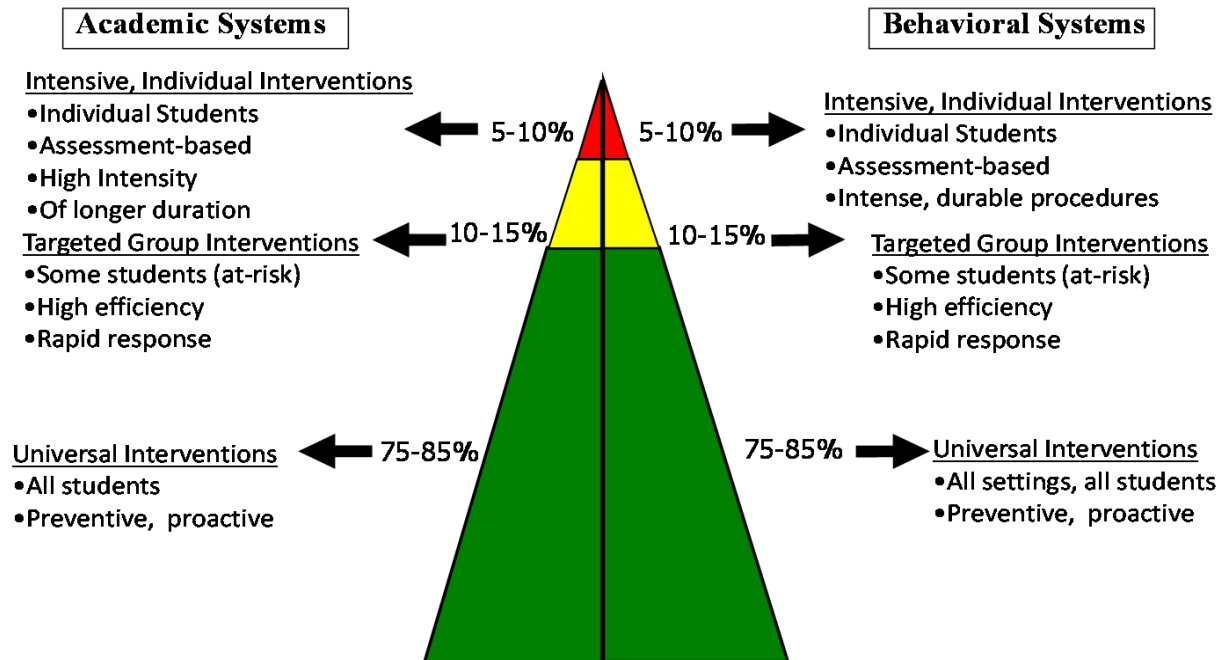 Academic Systems
Intensive, Individual Interventions
•Individual Students
•Assessment-based
•High Intensity
•Of longer duration
5-10%
Targeted Group Interventions
•Some students (at-risk)
•High efficiency
•Rapid response
10-15%
Universal Interventions
•All students
•Preventive, proactive
75-85%
Behavioral Systems
5-10%
Intensive, Individual Interventions
•Individual Students
•Assessment-based
•Intense, durable procedures
10-15%
Targeted Group Interventions
•Some students (at-risk)
•High efficiency
•Rapid response
75-85%
Universal Interventions
•All settings, all students
•Preventive, proactive